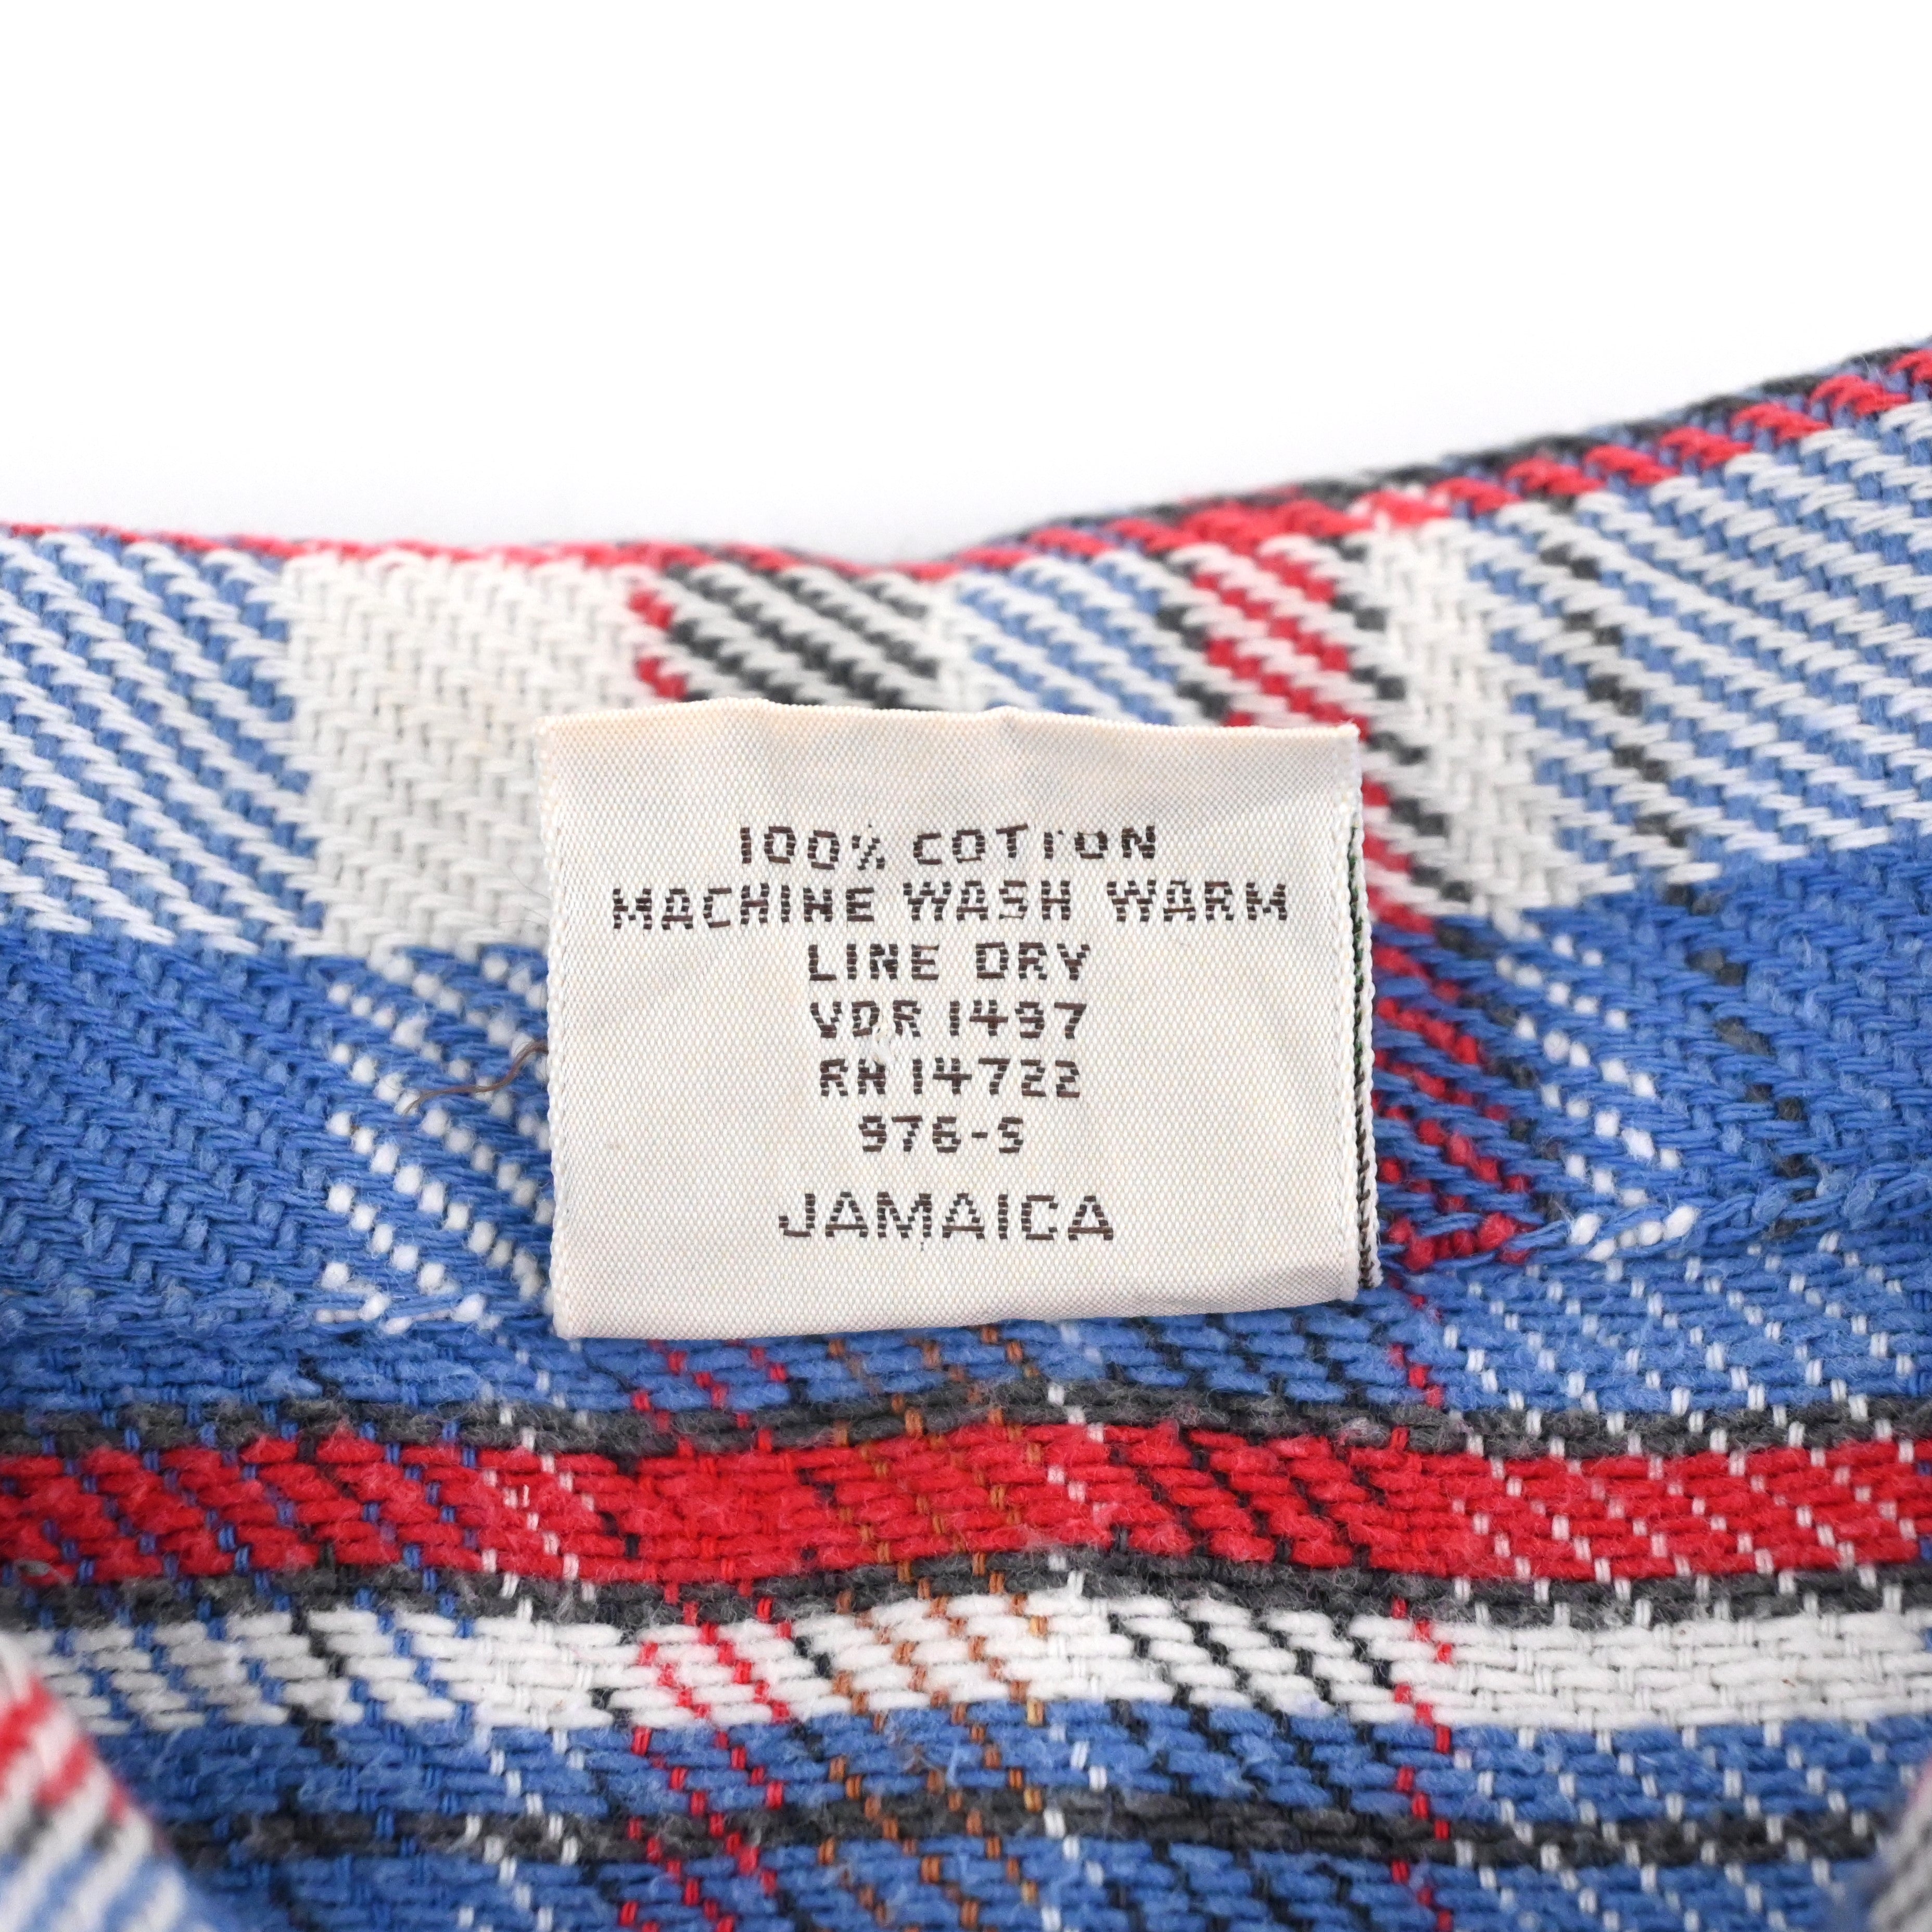 100% COTTON
MACHINE WASH WARM
LINE DRY
VDR 1497
RN 14722
976-S
JAMAICA